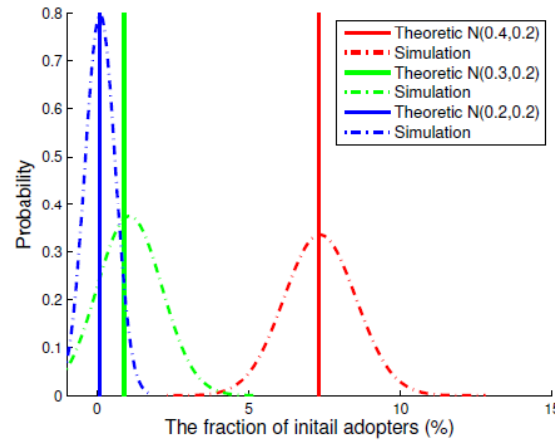 0.8
0.7
0.6
0.5
0.4
0.3
0.2
0.1
0
Probability
0
5
10
15
The fraction of initail adopters (%)
Theoretic N(0.4,0.2)
Simulation
Theoretic N(0.3,0.2)
Simulation
Theoretic N(0.2,0.2)
Simulation